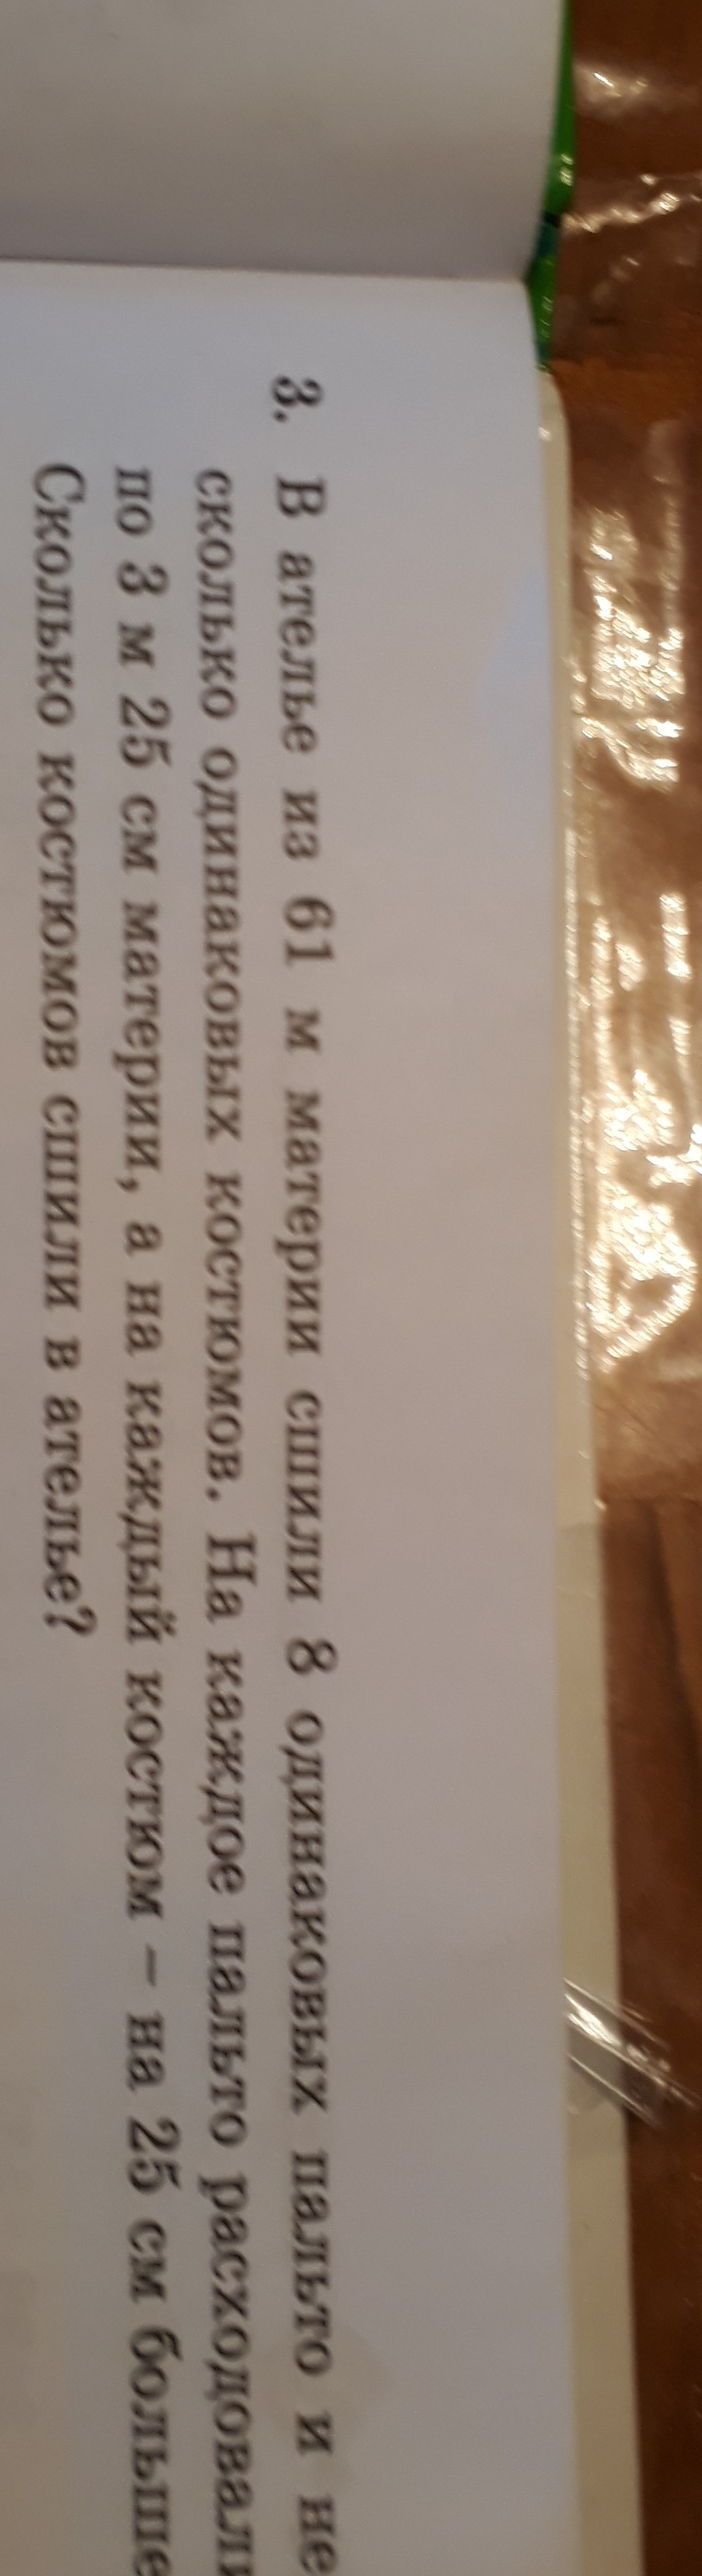 3. В ателье из 61 м материи сшили 8 одинаковых пальто и не
сколько одинаковых костюмов. На каждое пальто расходовали
по 3 м 25 см материи, а на каждый костюм – на 25 см больше
Сколько костюмов сшили в ателье?